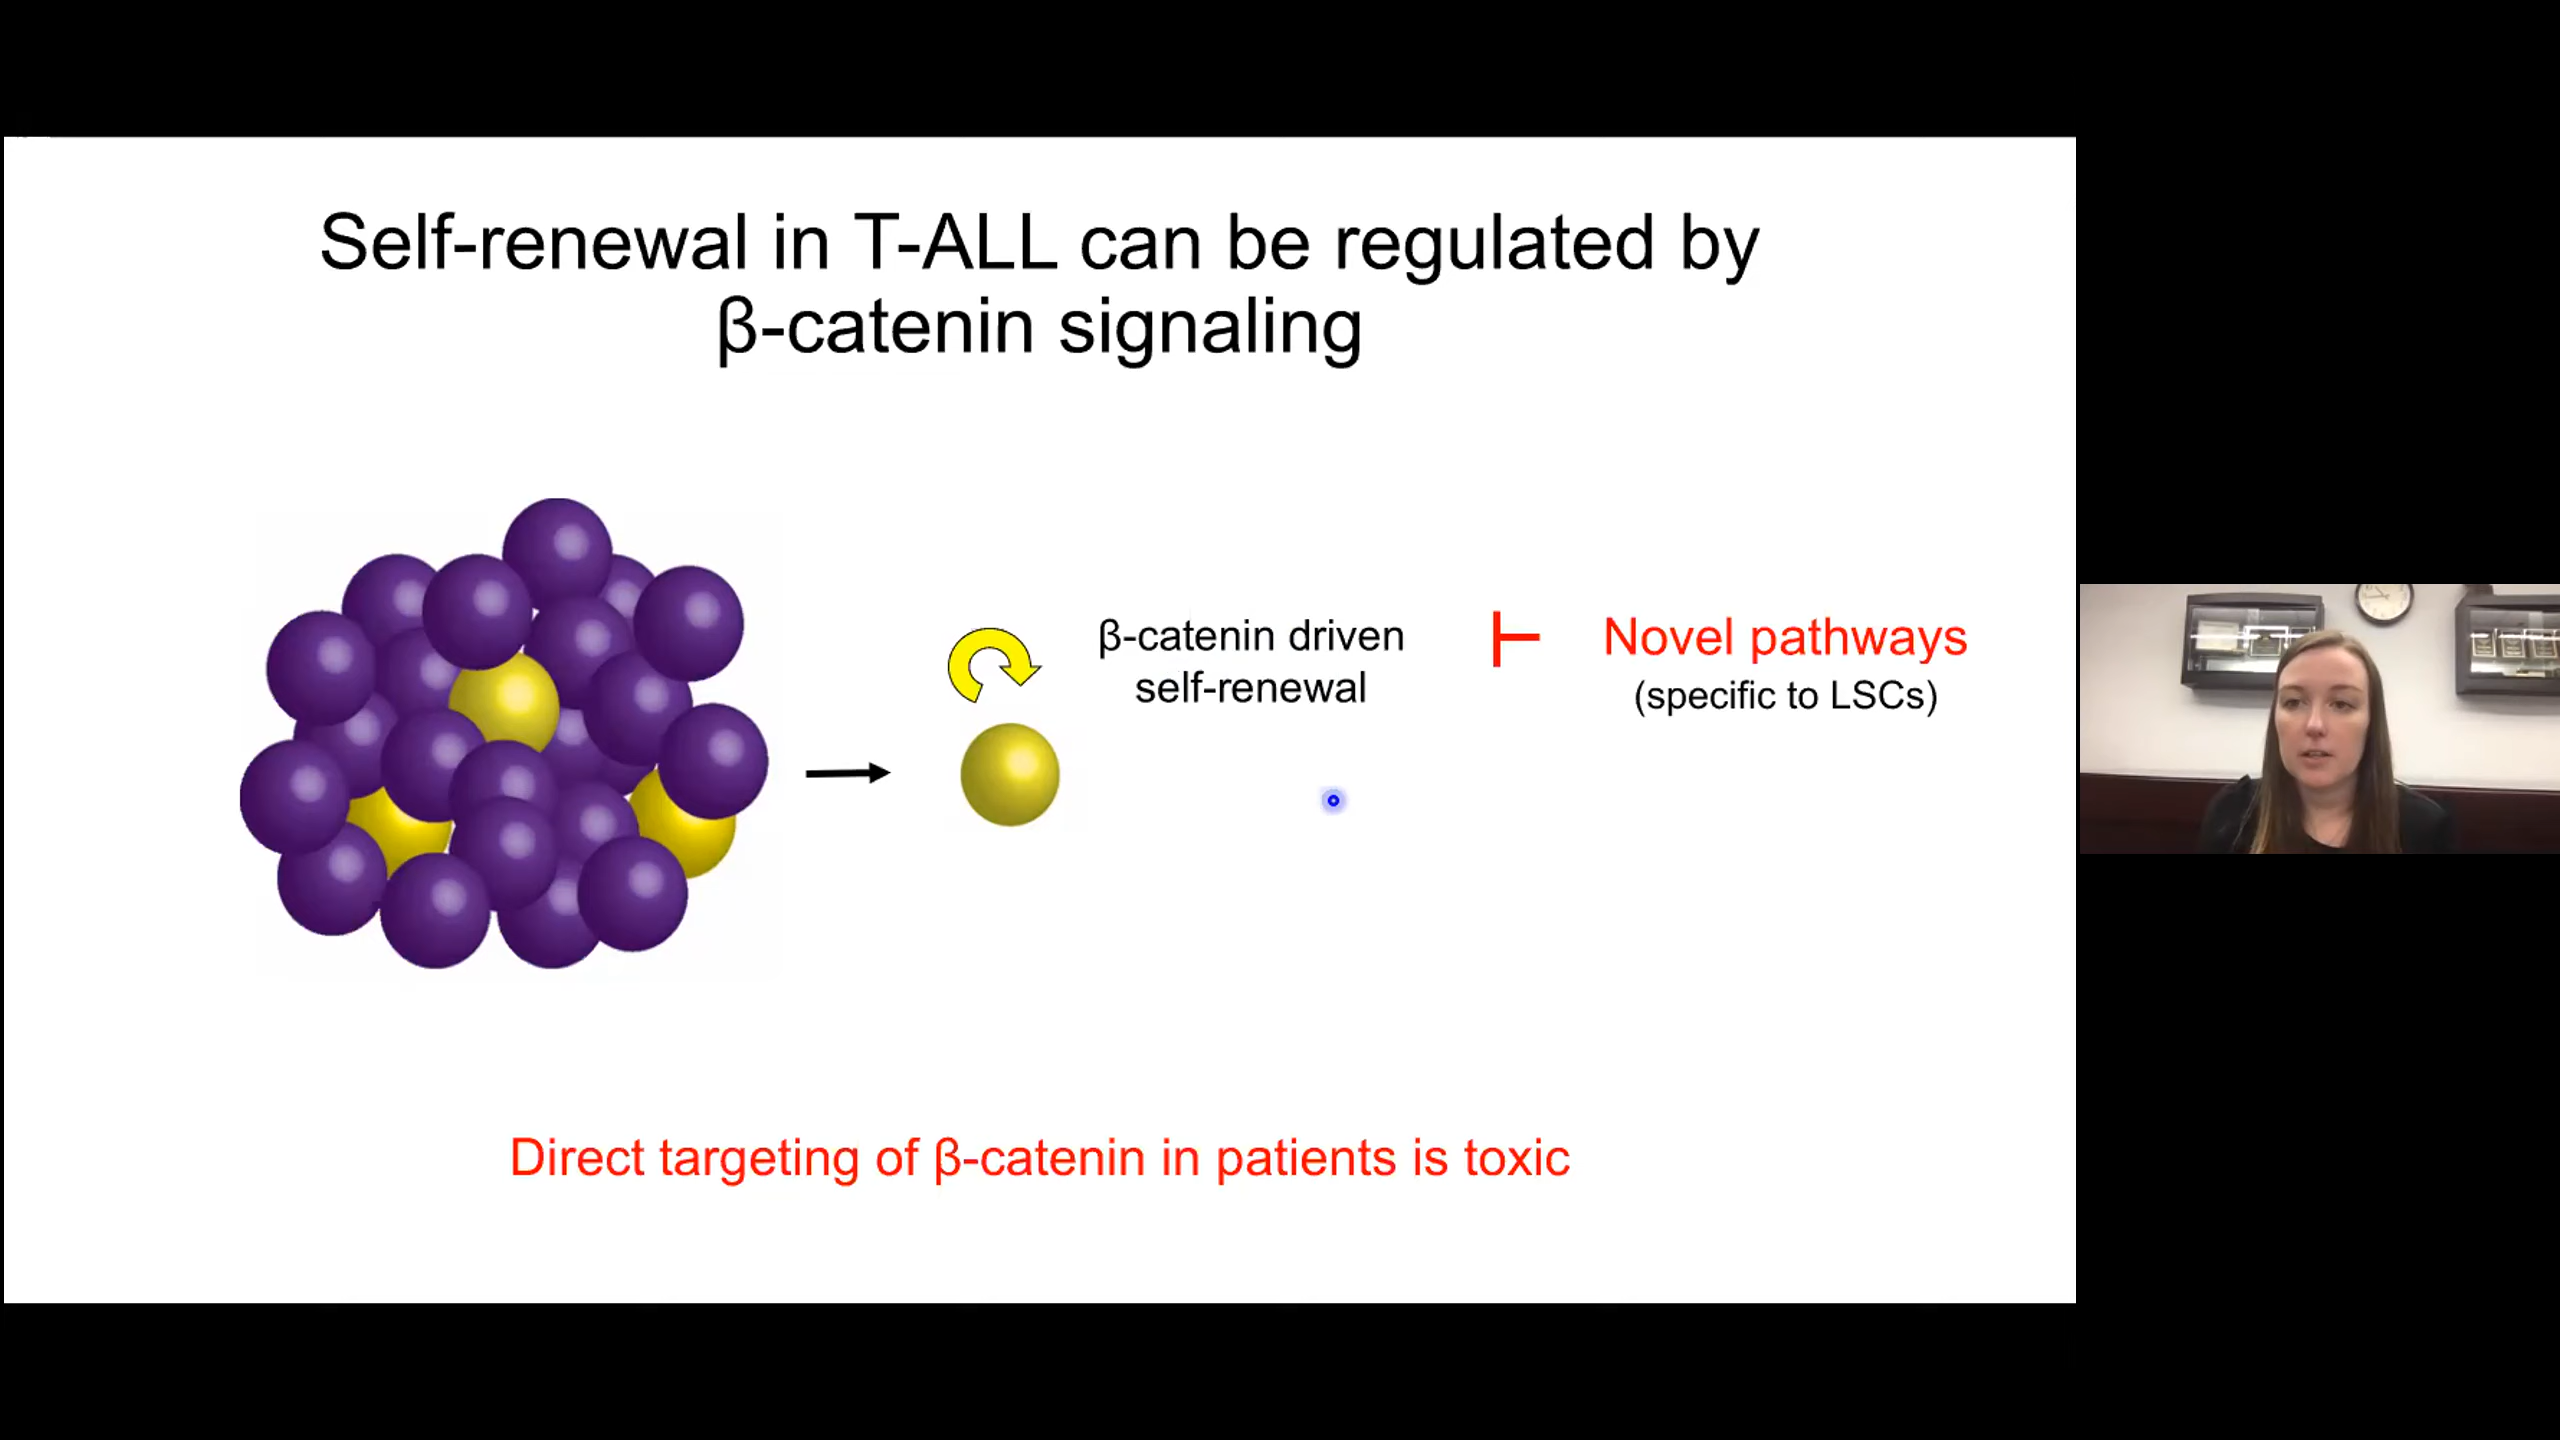 Self-renewal in T-ALL can be regulated by
β-catenin signaling
β-catenin driven
self-renewal
Novel pathways
(specific to LSCs)
Direct targeting of β-catenin in patients is toxic